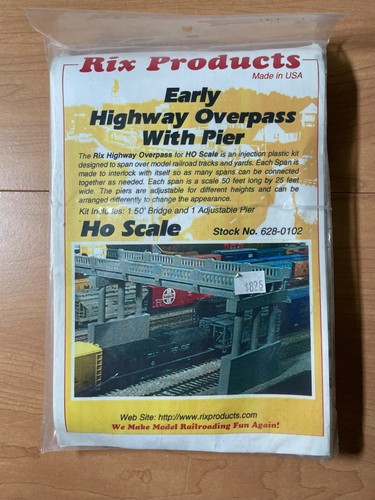 Rix Products
Made in USA
Early
Highway Overpass
With Pier
The Rix Highway Overpass for HO Scale is an injection plastic kit
designed to span over model railroad tracks and yards. Each Span is
made to interlock with itself so as many spans can be connected
together as needed. Each span is a scale 50 feet long by 25 feet
wide. The piers are adjustable for different heights and can be
arranged differently to change the appearance.
Kit Includes: 1 50' Bridge and 1 Adjustable Pier
Ho Scale
Stock No. 628-0102
Web Site: http://www.rixproducts.com
We Make Model Railroading Fun Again!